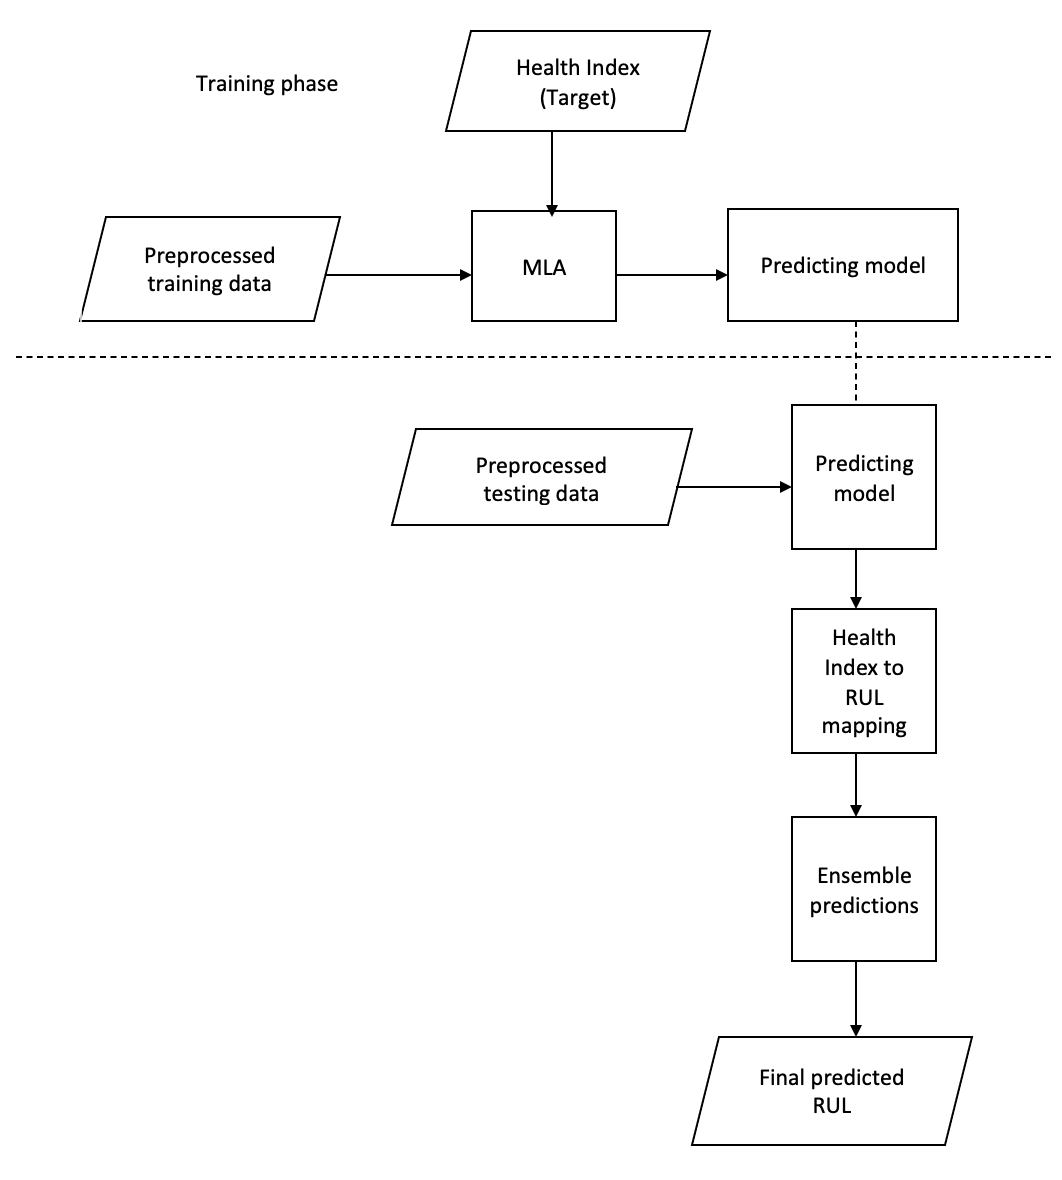 Training phase
Health Index
(Target)
Preprocessed
training data
MLA
Predicting model
Preprocessed
testing data
Predicting
model
Health
Index to
RUL
mapping
Ensemble
predictions
Final predicted
RUL